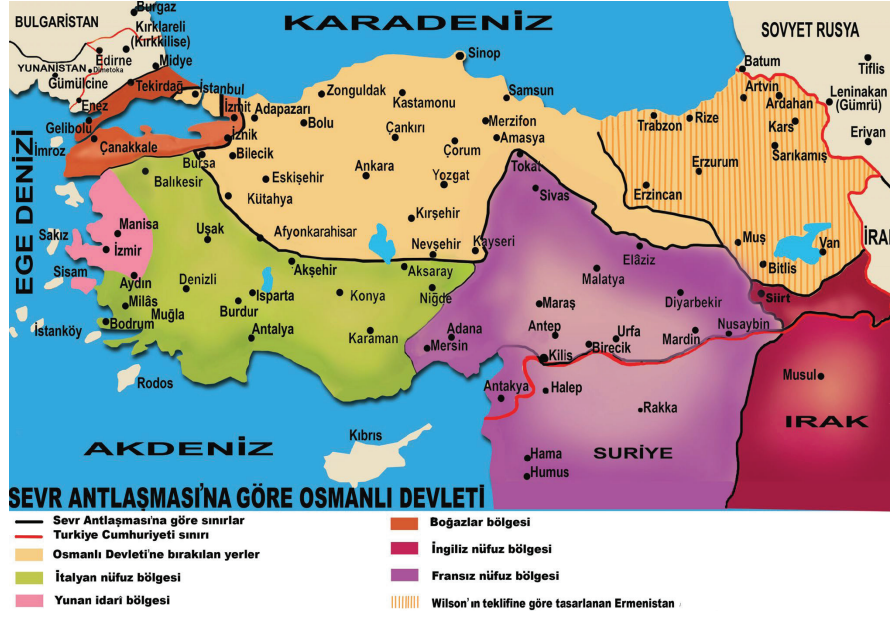 Burgaz
BULGARİSTAN
KARADENİZ
SOVYET RUSYA
Kırklareli
(Kırkkilise)
Edirne
Sinop
YUNANİSTAN
Dimetoka
Midye
Batum
Tiflis
Gümülcine
Tekirdağ
İstanbul
Zonguldak
Kastamonu
Samsun
Artvin
Ardahan
Leninakan
(Gümrü)
Enez
İzmit
Adapazarı
Bolu
Merzifon
Trabzon
Rize
Kars
Gelibolu
İznik
Çankırı
Amasya
Erivan
İmroz
Çanakkale
Bursa
Bilecik
Çorum
Tokat
Sarıkamış
EGE DENİZİ
Balıkesir
Eskişehir
Ankara
Yozgat
Erzurum
Kütahya
Sivas
Erzincan
Manisa
Kırşehir
Sakız
Uşak
Afyonkarahisar
İRAN
İzmir
Nevşehir
Kayseri
Muş
Van
Sisam
Akşehir
Aksaray
Elâziz
Bitlis
Aydın
Denizli
Malatya
Milâs
Isparta
Konya
Niğde
Maraş
Diyarbekir
Siirt
İstanköy
Bodrum
Muğla
Burdur
Antalya
Karaman
Adana
Mersin
Antep
Urfa
Birecik
Mardin
Nusaybin
Kilis
Rodos
Antakya
Halep
Musul
Rakka
Kıbrıs
IRAK
AKDENİZ
Hama
SURİYE
Humus
SEVR ANTLAŞMASI'NA GÖRE OSMANLI DEVLETİ
Sevr Antlaşması'na göre sınırlar
Turkiye Cumhuriyeti sınırı
Osmanlı Devleti'ne bırakılan yerler
İtalyan nüfuz bölgesi
Yunan idarî bölgesi
Boğazlar bölgesi
İngiliz nüfuz bölgesi
Fransız nüfuz bölgesi
Wilson'ın teklifine göre tasarlanan Ermenistan